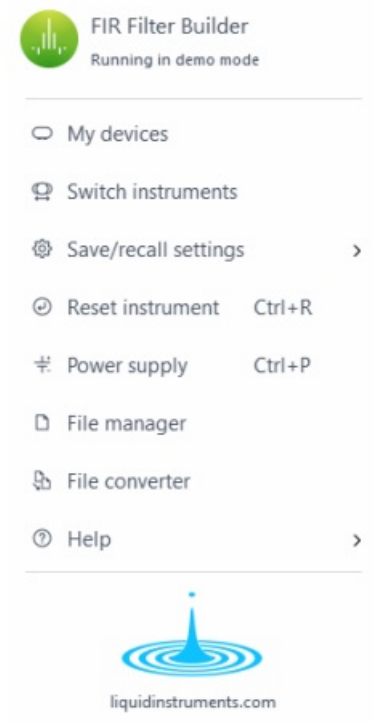 FIR Filter Builder
Running in demo mode
My devices
Switch instruments
Save/recall settings
Reset instrument Ctrl+R
Power supply Ctrl+P
File manager
File converter
Help
liquidinstruments.com